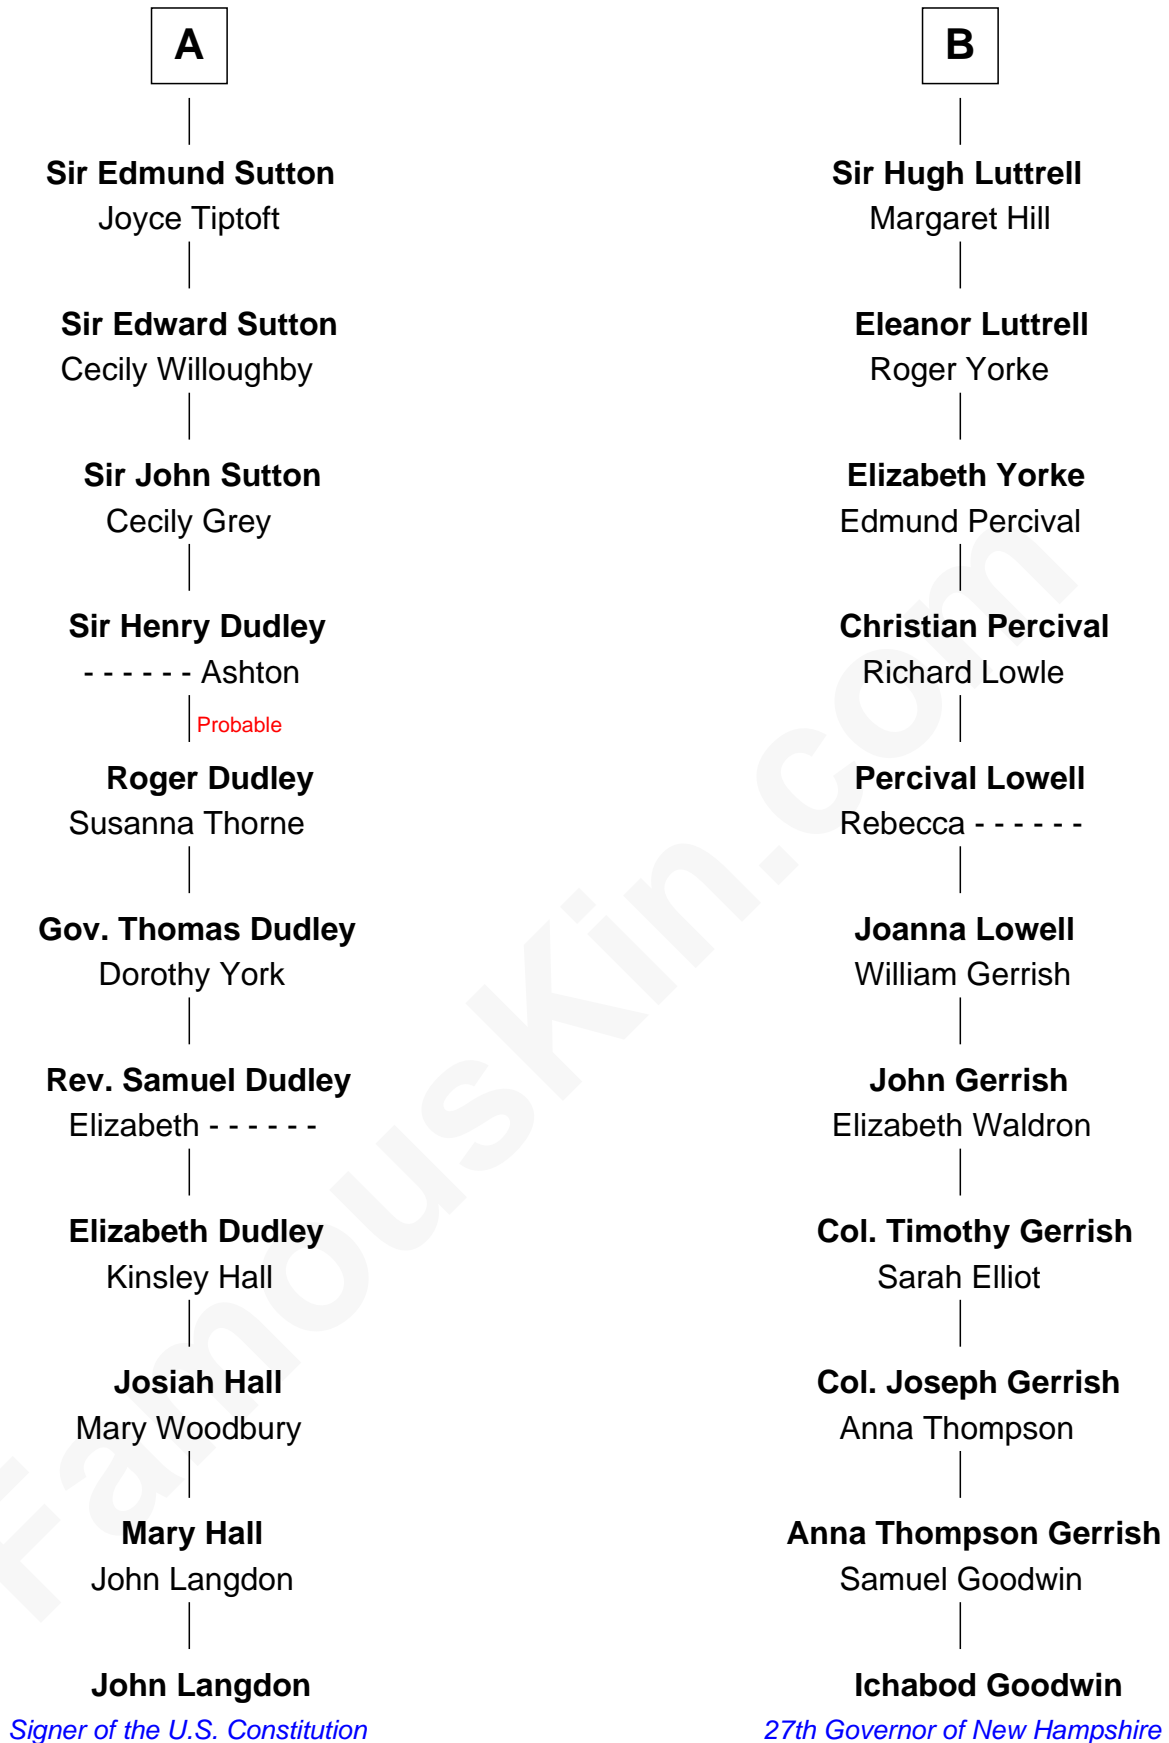 A
Sir Edmund Sutton
Joyce Tiptoft
Sir Edward Sutton
Cecily Willoughby
Sir John Sutton
Cecily Grey
Sir Henry Dudley
- - - - - - Ashton
Probable
Roger Dudley
Susanna Thorne
Gov. Thomas Dudley
Dorothy York
Rev. Samuel Dudley
Elizabeth - - - - - -
Elizabeth Dudley
Kinsley Hall
Josiah Hall
Mary Woodbury
Mary Hall
John Langdon
John Langdon
Signer of the U.S. Constitution
B
Sir Hugh Luttrell
Margaret Hill
Eleanor Luttrell
Roger Yorke
Elizabeth Yorke
Edmund Percival
Christian Percival
Richard Lowle
Percival Lowell
Rebecca - - - - - -
Joanna Lowell
William Gerrish
John Gerrish
Elizabeth Waldron
Col. Timothy Gerrish
Sarah Elliot
Col. Joseph Gerrish
Anna Thompson
Anna Thompson Gerrish
Samuel Goodwin
Ichabod Goodwin
27th Governor of New Hampshire
FamousKin.com